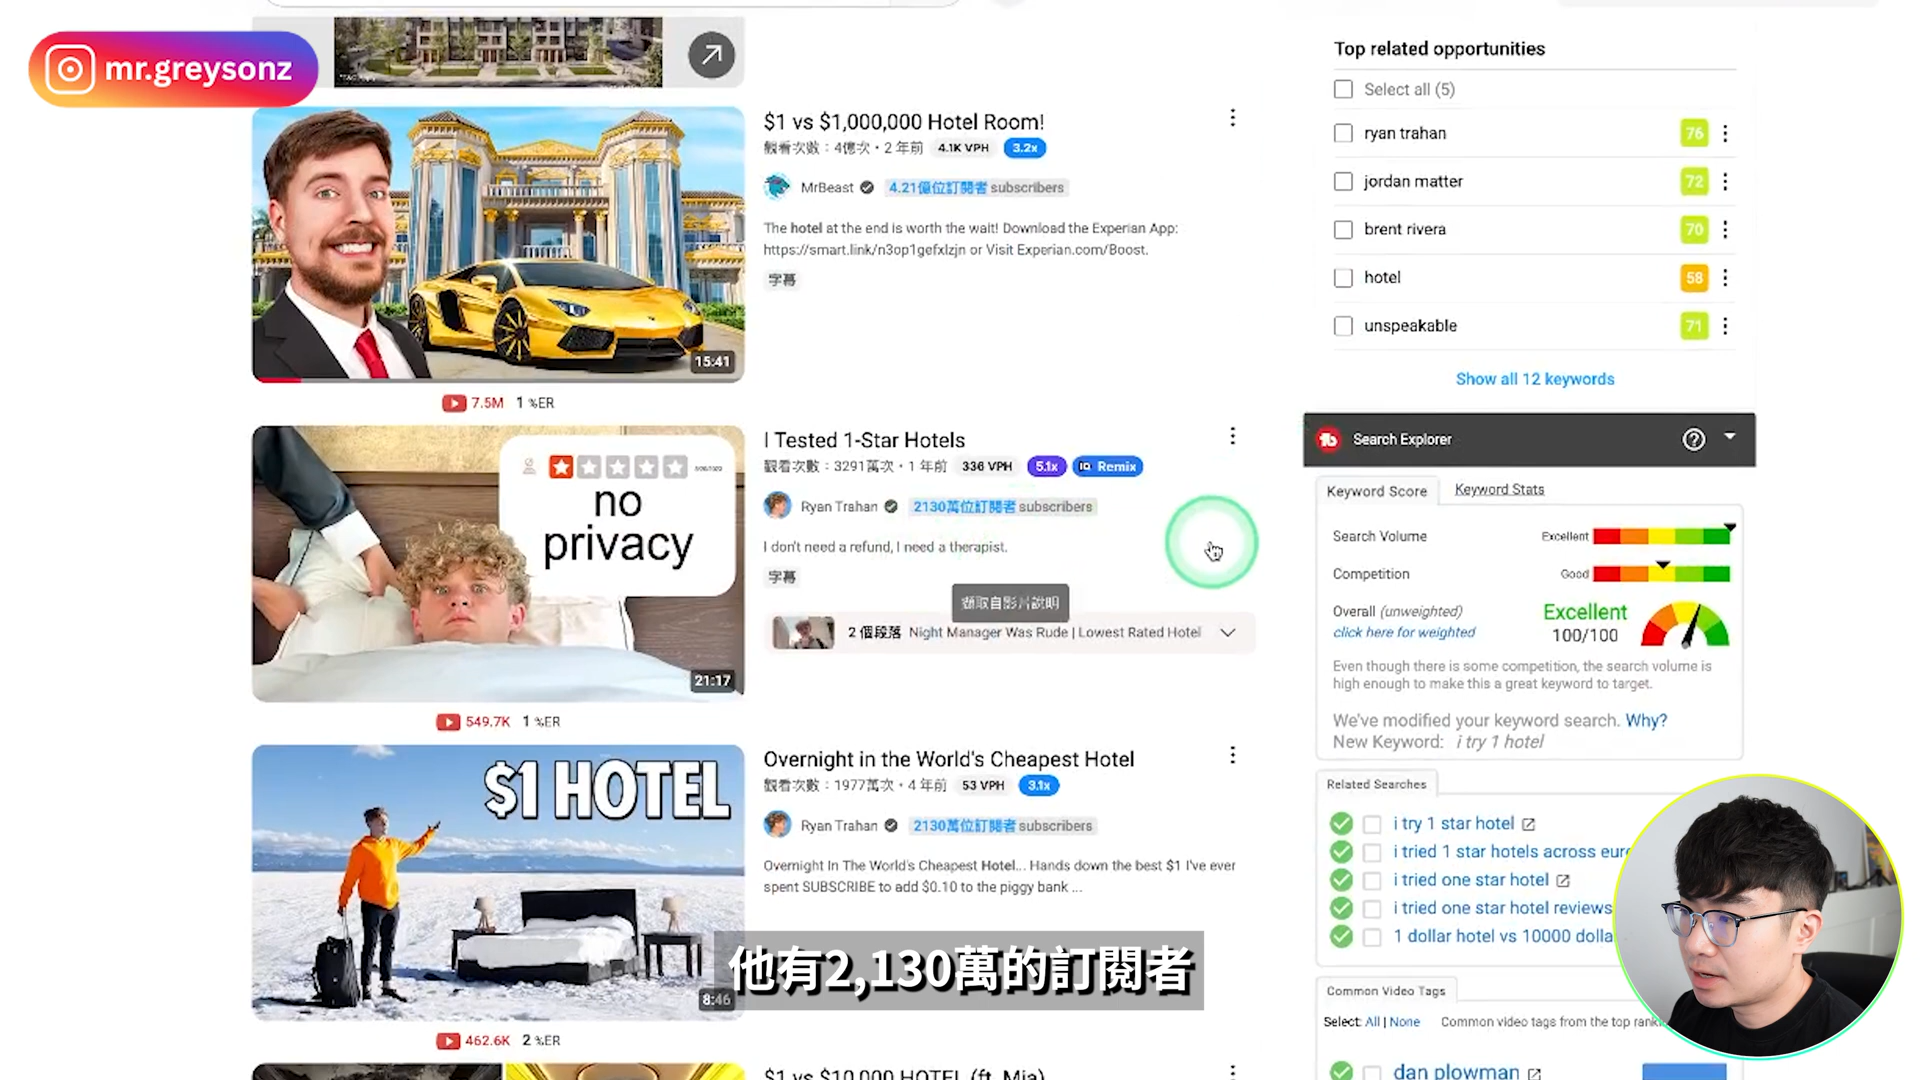 mr.greysonz
$1 vs $1,000,000 Hotel Room!
觀看次數：4億次・2 年前 4.1K VPH 3.2x
MrBeast 4.21億位訂閱者 subscribers
The hotel at the end is worth the wait! Download the Experian App:
https://smart.link/n3op1gefxlzjn or Visit Experian.com/Boost.
字幕
15:41
7.5M 1 %ER
no
privacy
21:17
I Tested 1-Star Hotels
觀看次數：3291萬次・1 年前 336 VPH 5.1x Remix
Ryan Trahan 2130萬位訂閱者 subscribers
I don't need a refund, I need a therapist.
字幕
擷取自影片說明
2 個段落 Night Manager Was Rude | Lowest Rated Hotel
549.7K 1 %ER
$1 HOTEL
8:46
Overnight in the World's Cheapest Hotel
觀看次數：1977萬次・4 年前 53 VPH 3.1x
Ryan Trahan 2130萬位訂閱者 subscribers
Overnight In The World's Cheapest Hotel... Hands down the best $1 I've ever
spent SUBSCRIBE to add $0.10 to the piggy bank ...
462.6K 2 %ER
$1 vs $10,000 HOTEL (ft. Mia)
他有2,130萬的訂閱者
Top related opportunities
Select all (5)
ryan trahan 76
jordan matter 72
brent rivera 70
hotel 58
unspeakable 71
Show all 12 keywords
Search Explorer
Keyword Score Keyword Stats
Search Volume Excellent
Competition Good
Overall (unweighted) Excellent
click here for weighted 100/100
Even though there is some competition, the search volume is
high enough to make this a great keyword to target.
We've modified your keyword search. Why?
New Keyword: i try 1 hotel
Related Searches
i try 1 star hotel
i tried 1 star hotels across eur
i tried one star hotel
i tried one star hotel reviews
1 dollar hotel vs 10000 dolla
Common Video Tags
Select: All | None Common video tags from the top rank
dan plowman